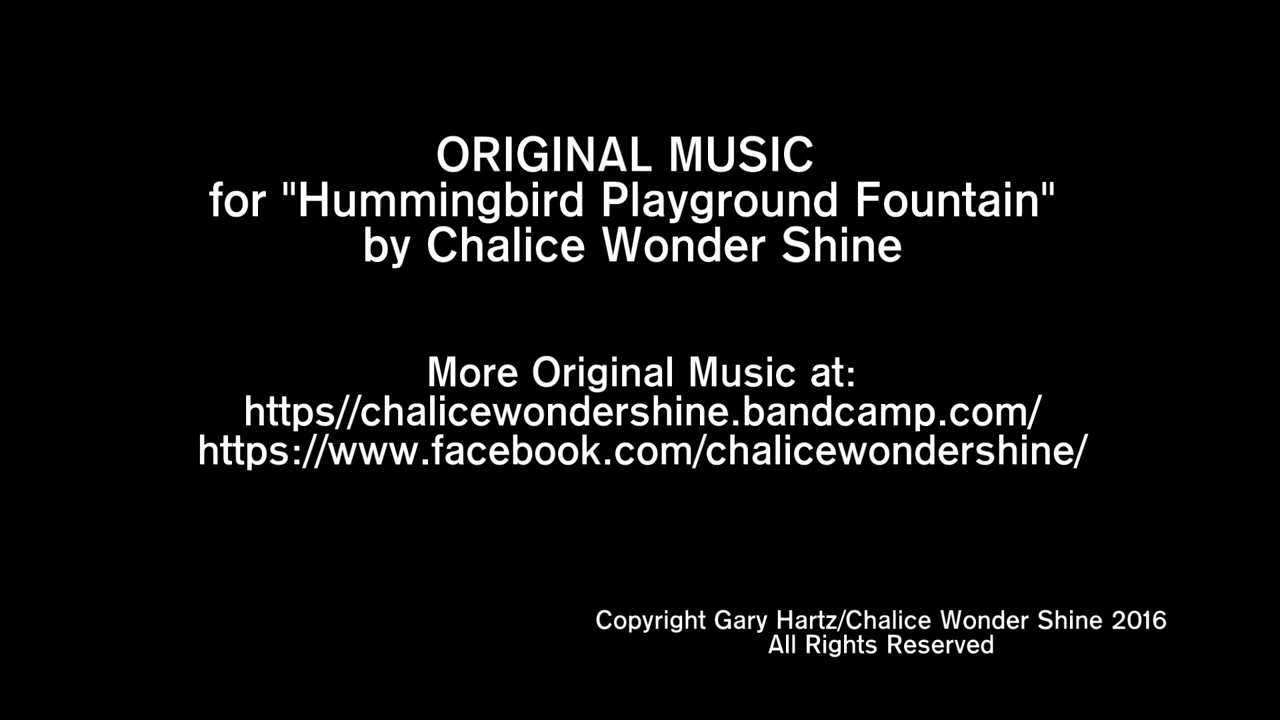 ORIGINAL MUSIC
for "Hummingbird Playground Fountain"
by Chalice Wonder Shine
More Original Music at:
https//chalicewondershine.bandcamp.com/
https://www.facebook.com/chalicewondershine/
Copyright Gary Hartz/Chalice Wonder Shine 2016
All Rights Reserved